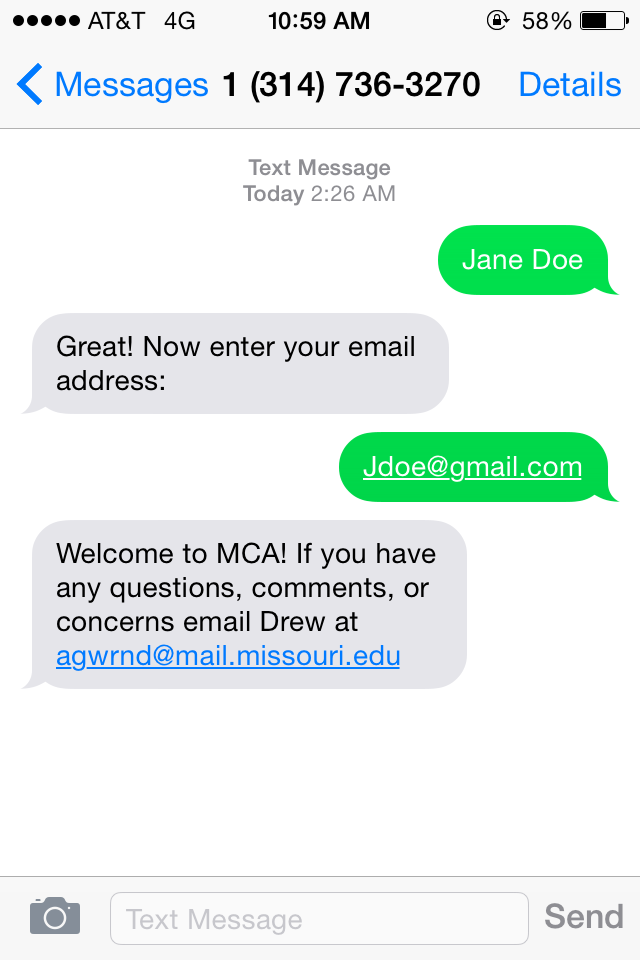 AT&T 4G 10:59 AM 58%
Messages 1 (314) 736-3270 Details
Text Message
Today 2:26 AM
Jane Doe
Great! Now enter your email
address:
Jdoe@gmail.com
Welcome to MCA! If you have
any questions, comments, or
concerns email Drew at
agwrnd@mail.missouri.edu
Text Message Send